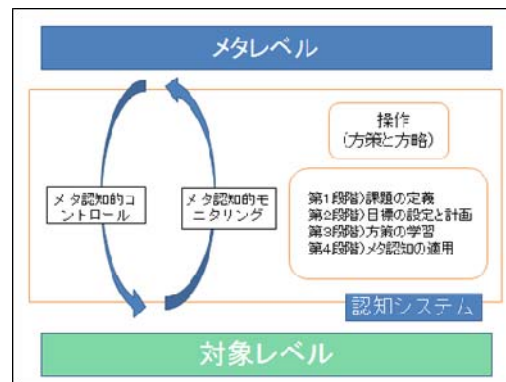 メタレベル
操作
(方策と方略)
メタ認知的コ
ントロール
メタ認知的モ
ニタリング
第1段階)課題の定義
第2段階)目標の設定と計画
第3段階)方策の学習
第4段階)メタ認知の適用
認知システム
対象レベル